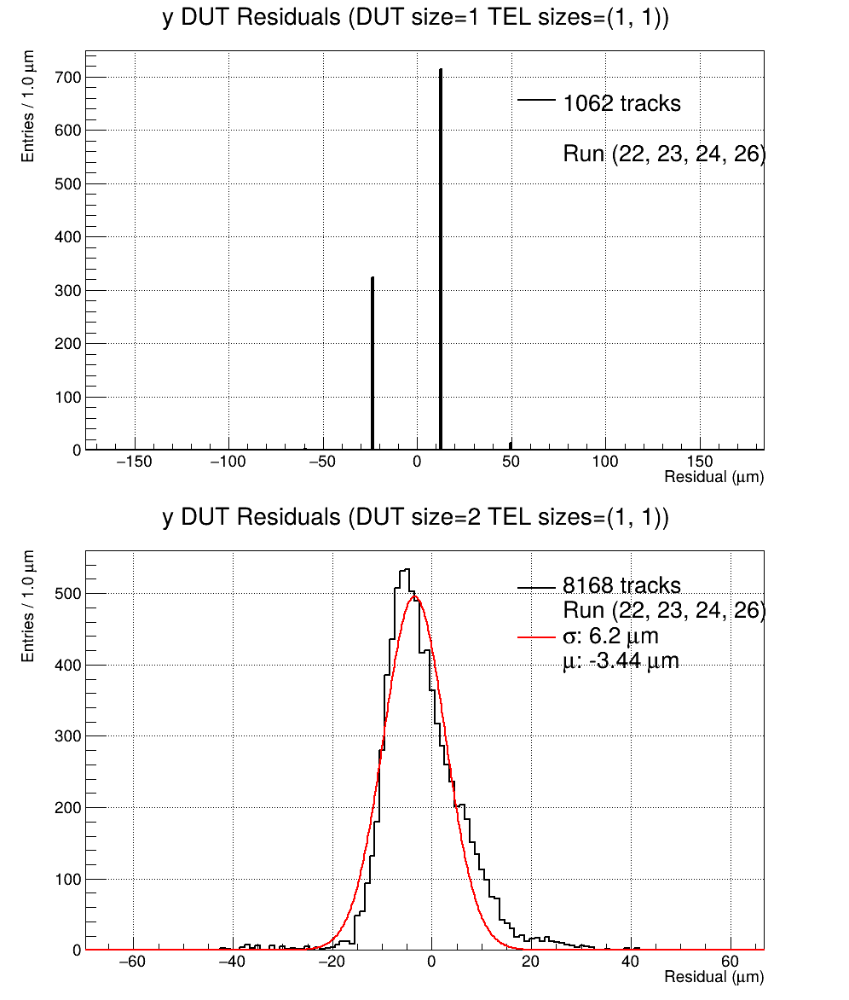 y DUT Residuals (DUT size=1 TEL sizes=(1, 1))
Entries / 1.0 μm
700
600
500
400
300
200
100
0
1062 tracks
Run (22, 23, 24, 26)
−150 −100 −50 0 50 100 150
Residual (μm)
y DUT Residuals (DUT size=2 TEL sizes=(1, 1))
Entries / 1.0 μm
500
400
300
200
100
0
8168 tracks
Run (22, 23, 24, 26)
σ: 6.2 μm
μ: -3.44 μm
−60 −40 −20 0 20 40 60
Residual (μm)